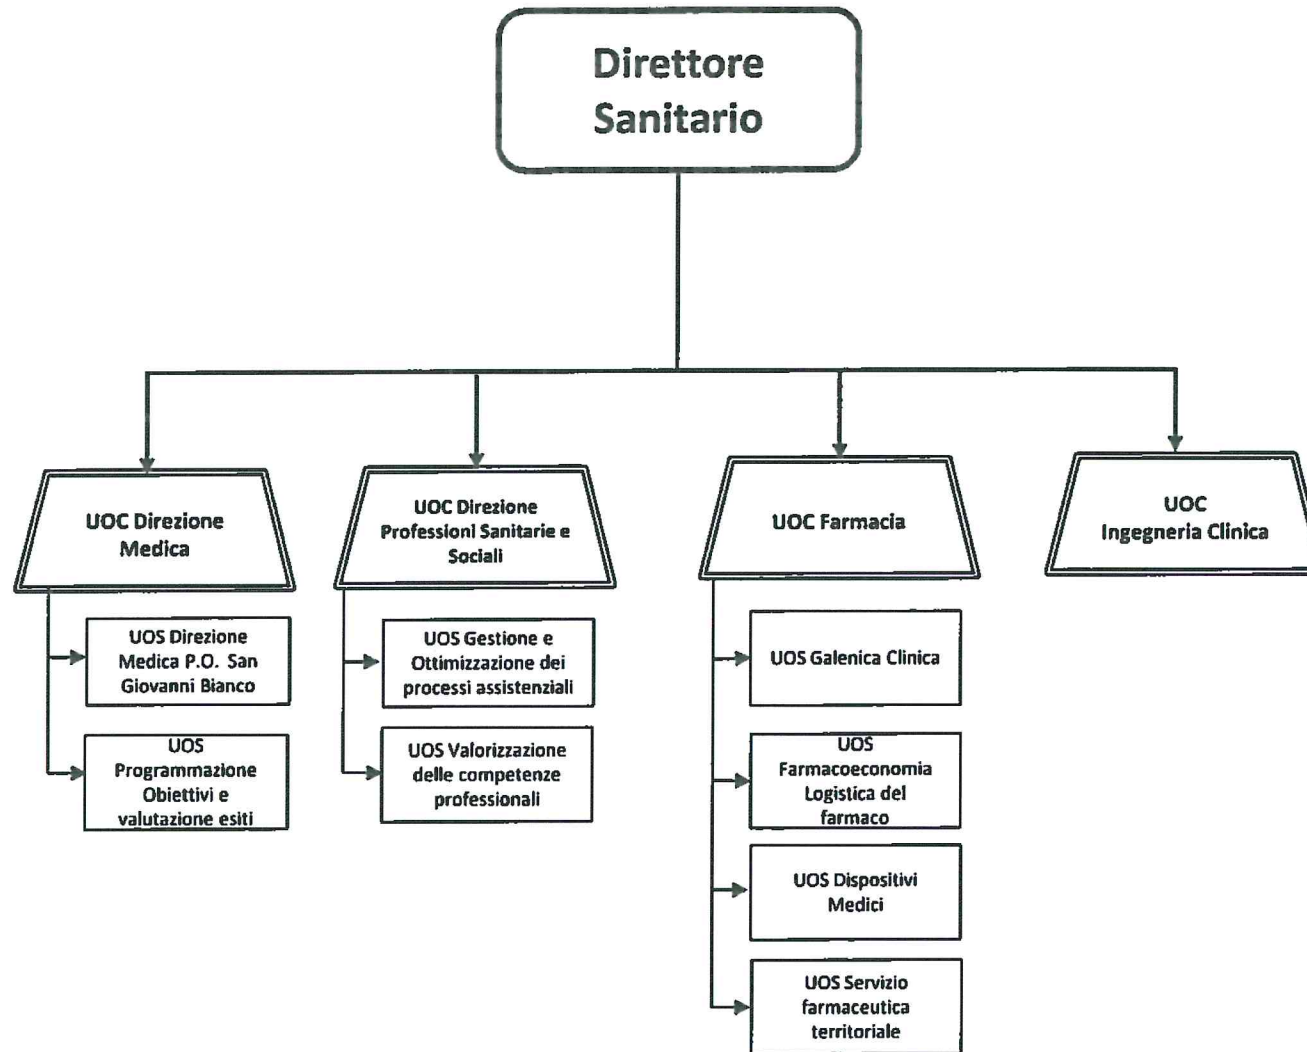 Direttore
Sanitario
UOC Direzione
Medica
UOC Direzione
Professioni Sanitarie e
Sociali
UOC Farmacia
UOC
Ingegneria Clinica
UOS Direzione
Medica P.O. San
Giovanni Bianco
UOS
Programmazione
Obiettivi e
valutazione esiti
UOS Gestione e
Ottimizzazione dei
processi assistenziali
UOS Valorizzazione
delle competenze
professionali
UOS Galenica Clinica
UOS
Farmacoeconomia
Logistica del
farmaco
UOS Dispositivi
Medici
UOS Servizio
farmaceutica
territoriale